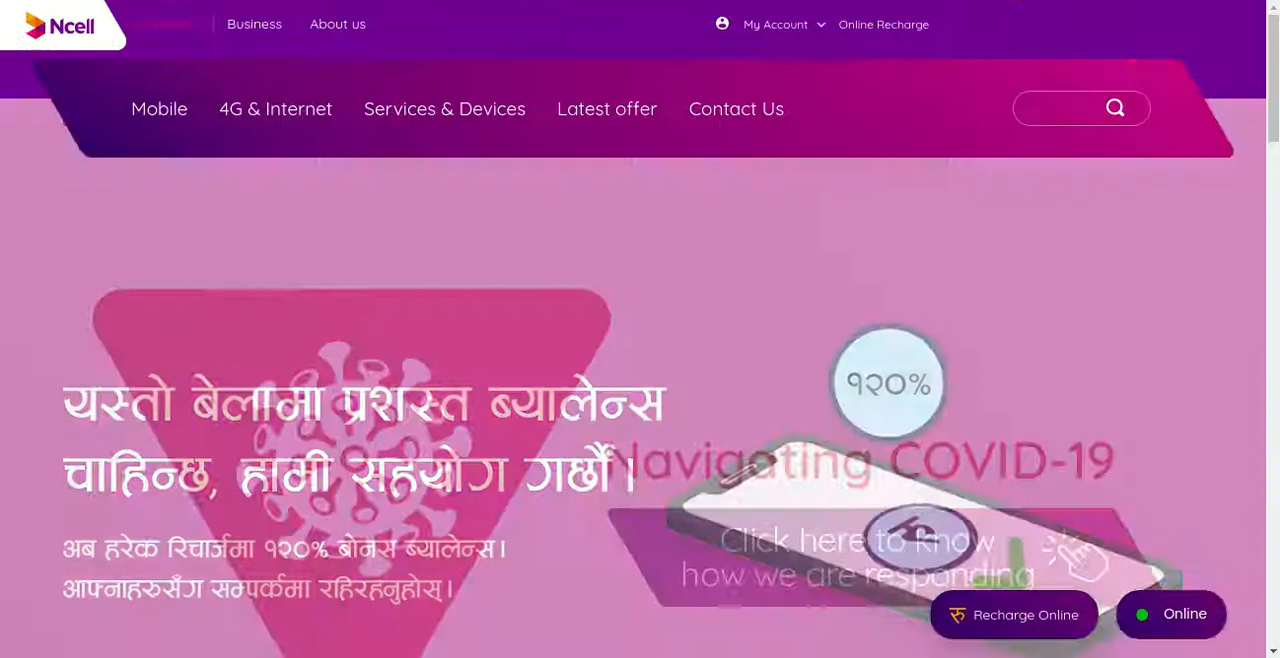 Ncell
Business
About us
My Account
Online Recharge
Mobile
4G & Internet
Services & Devices
Latest offer
Contact Us
१२०%
यस्तो बेलामा प्रशस्त ब्यालेन्स
चाहिन्छ, हामी सहयोग गर्छौं ।
Navigating COVID-19
रु
Click here to know
how we are responding
अब हरेक रिचार्जमा १२०% बोनस ब्यालेन्स ।
आफ्नाहरुसँग सम्पर्कमा रहिरहनुहोस् ।
रु Recharge Online
Online